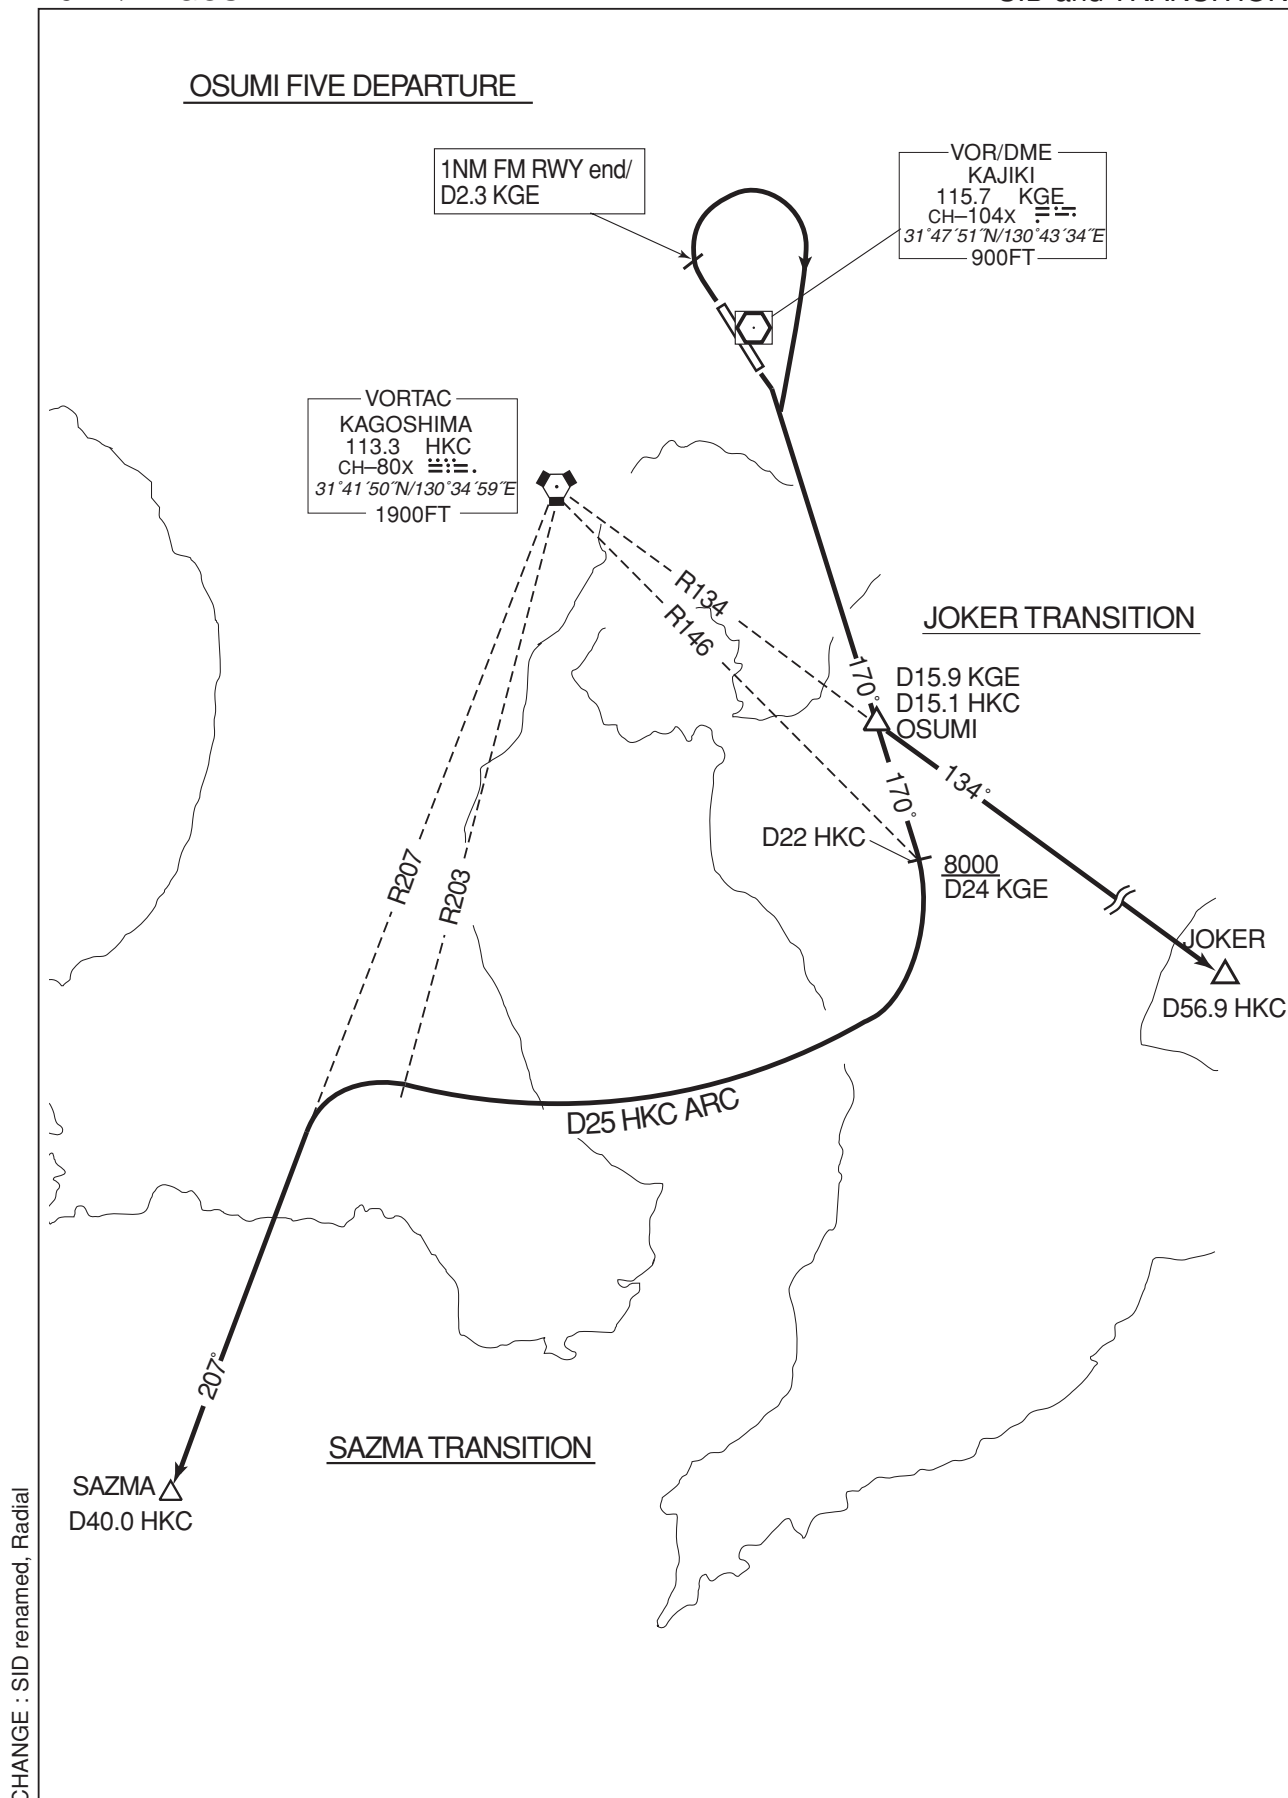 OSUMI FIVE DEPARTURE
1NM FM RWY end/
D2.3 KGE
VOR/DME
KAJIKI
115.7 KGE
CH–104X
31°47´51˝N/130°43´34˝E
900FT
VORTAC
KAGOSHIMA
113.3 HKC
CH–80X
31°41´50˝N/130°34´59˝E
1900FT
R134
R146
JOKER TRANSITION
170°
D15.9 KGE
D15.1 HKC
OSUMI
134°
170°
D22 HKC
8000
D24 KGE
R207
R203
JOKER
D56.9 HKC
D25 HKC ARC
207°
SAZMA TRANSITION
SAZMA
D40.0 HKC
CHANGE : SID renamed, Radial